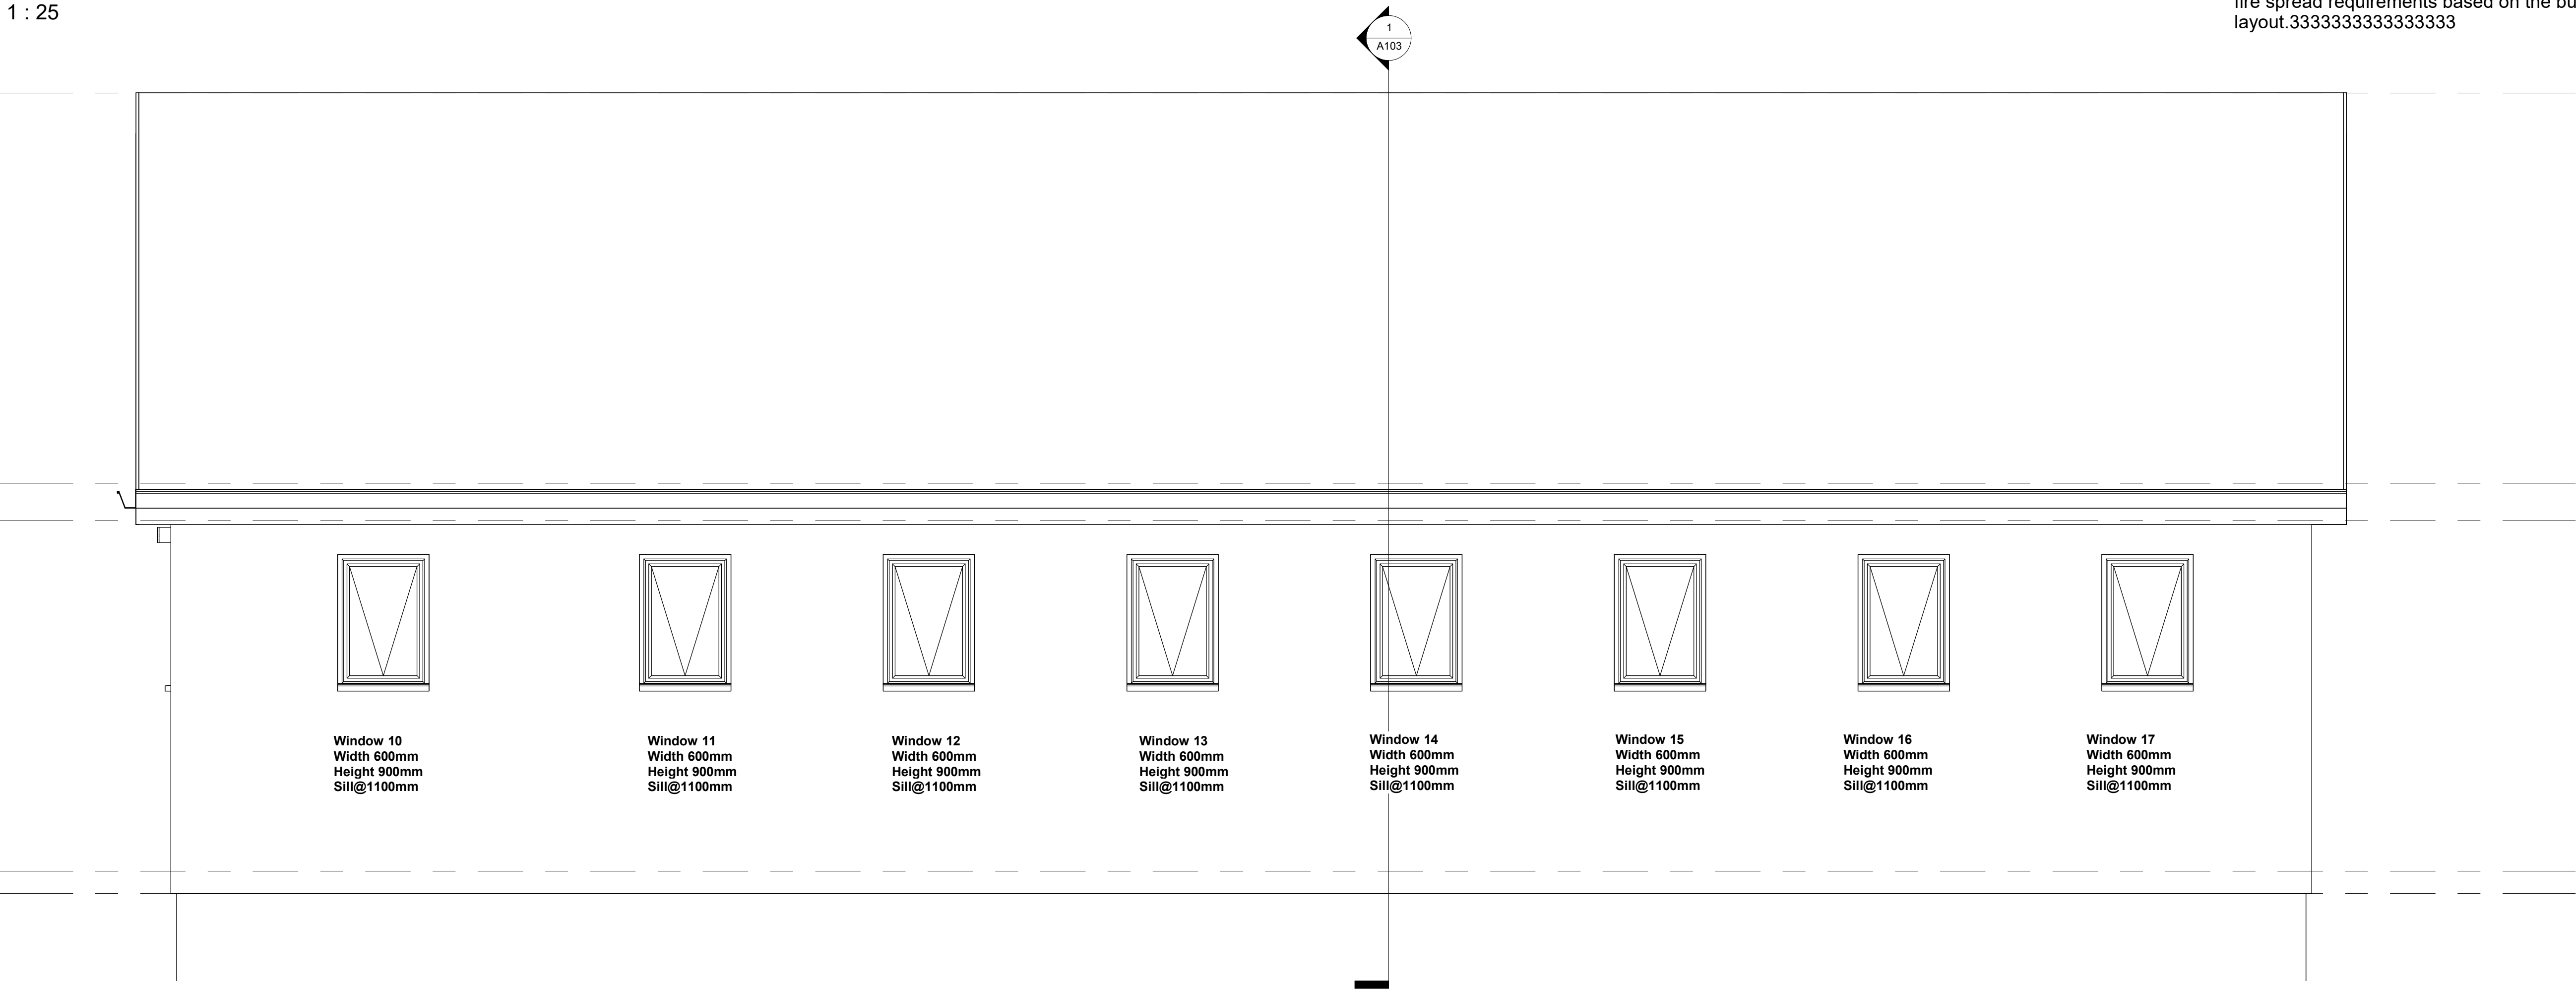 1 : 25
fire spread requirements based on the bu
layout.3333333333333333
1
A103
Window 10
Width 600mm
Height 900mm
Sill@1100mm
Window 11
Width 600mm
Height 900mm
Sill@1100mm
Window 12
Width 600mm
Height 900mm
Sill@1100mm
Window 13
Width 600mm
Height 900mm
Sill@1100mm
Window 14
Width 600mm
Height 900mm
Sill@1100mm
Window 15
Width 600mm
Height 900mm
Sill@1100mm
Window 16
Width 600mm
Height 900mm
Sill@1100mm
Window 17
Width 600mm
Height 900mm
Sill@1100mm